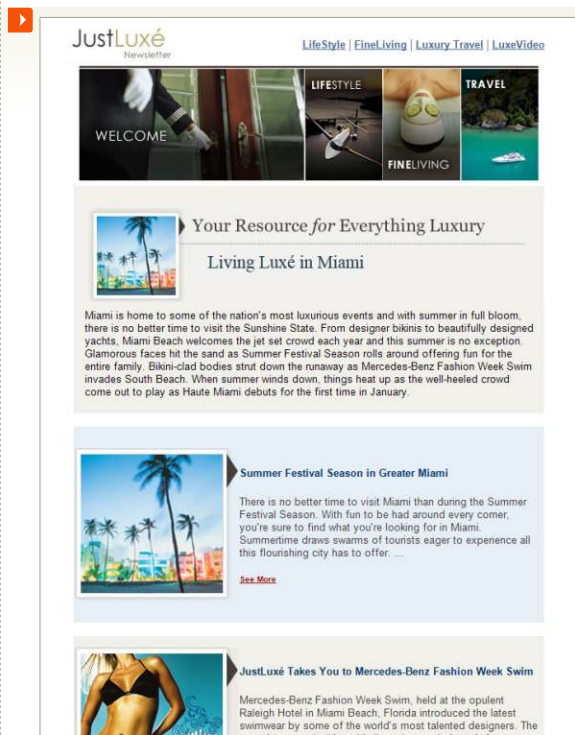 JustLuxé
Newsletter
LifeStyle | FineLiving | Luxury Travel | LuxeVideo
WELCOME
LIFESTYLE
FINELIVING
TRAVEL
Your Resource for Everything Luxury
Living Luxé in Miami
Miami is home to some of the nation's most luxurious events and with summer in full bloom,
there is no better time to visit the Sunshine State. From designer bikinis to beautifully designed
yachts, Miami Beach welcomes the jet set crowd each year and this summer is no exception.
Glamorous faces hit the sand as Summer Festival Season rolls around offering fun for the
entire family. Bikini-clad bodies strut down the runaway as Mercedes-Benz Fashion Week Swim
invades South Beach. When summer winds down, things heat up as the well-heeled crowd
come out to play as Haute Miami debuts for the first time in January.
Summer Festival Season in Greater Miami
There is no better time to visit Miami than during the Summer
Festival Season. With fun to be had around every corner,
you're sure to find what you're looking for in Miami.
Summertime draws swarms of tourists eager to experience all
this flourishing city has to offer. ...
See More
JustLuxé Takes You to Mercedes-Benz Fashion Week Swim
Mercedes-Benz Fashion Week Swim, held at the opulent
Raleigh Hotel in Miami Beach, Florida introduced the latest
swimwear by some of the world's most talented designers. The